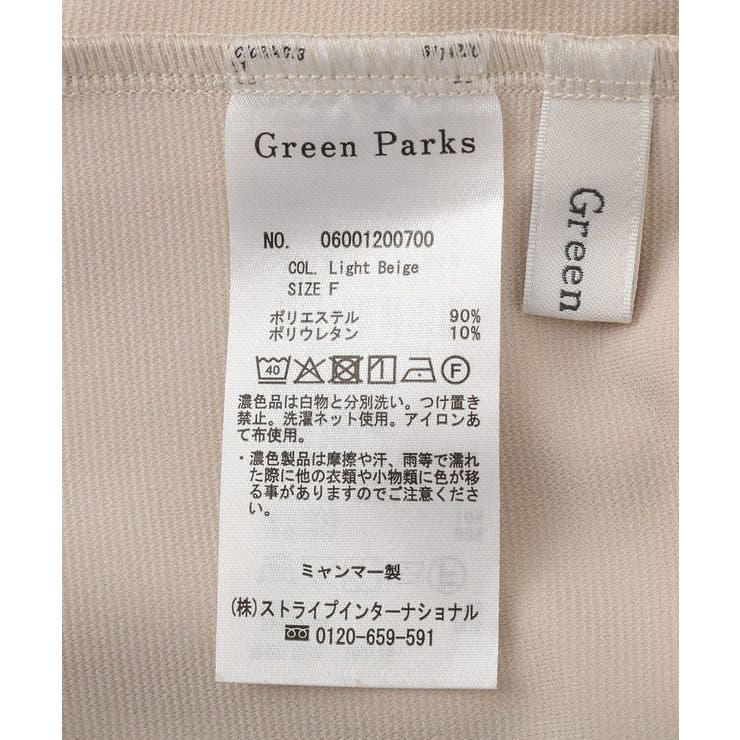 Green Parks
NO. 06001200700
COL. Light Beige
SIZE F
ポリエステル 90%
ポリウレタン 10%
40
F
濃色品は白物と分別洗い。つけ置き
禁止。洗濯ネット使用。アイロンあ
て布使用。
・濃色製品は摩擦や汗、雨等で濡れ
た際に他の衣類や小物類に色が移
る事がありますのでご注意くださ
い。
ミャンマー製
(株)ストライプインターナショナル
0120-659-591
Green